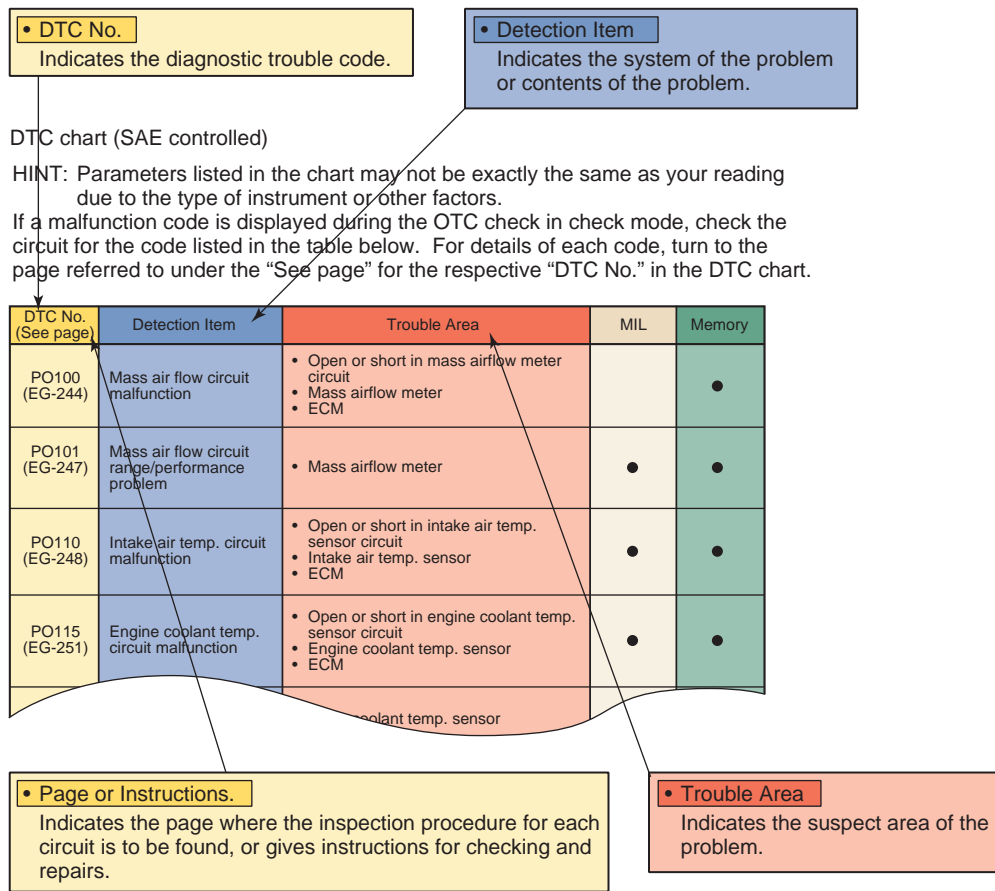 • DTC No.
Indicates the diagnostic trouble code.
• Detection Item
Indicates the system of the problem
or contents of the problem.
DTC chart (SAE controlled)
HINT: Parameters listed in the chart may not be exactly the same as your reading
due to the type of instrument or other factors.
If a malfunction code is displayed during the OTC check in check mode, check the
circuit for the code listed in the table below. For details of each code, turn to the
page referred to under the “See page” for the respective “DTC No.” in the DTC chart.
DTC No.
(See page)
Detection Item
Trouble Area
MIL
Memory
PO100
(EG-244)
Mass air flow circuit
malfunction
• Open or short in mass airflow meter
circuit
• Mass airflow meter
• ECM
●
PO101
(EG-247)
Mass air flow circuit
range/performance
problem
• Mass airflow meter
●
●
PO110
(EG-248)
Intake air temp. circuit
malfunction
• Open or short in intake air temp.
sensor circuit
• Intake air temp. sensor
• ECM
●
●
PO115
(EG-251)
Engine coolant temp.
circuit malfunction
• Open or short in engine coolant temp.
sensor circuit
• Engine coolant temp. sensor
• ECM
●
●
coolant temp. sensor
• Page or Instructions.
Indicates the page where the inspection procedure for each
circuit is to be found, or gives instructions for checking and
repairs.
• Trouble Area
Indicates the suspect area of the
problem.